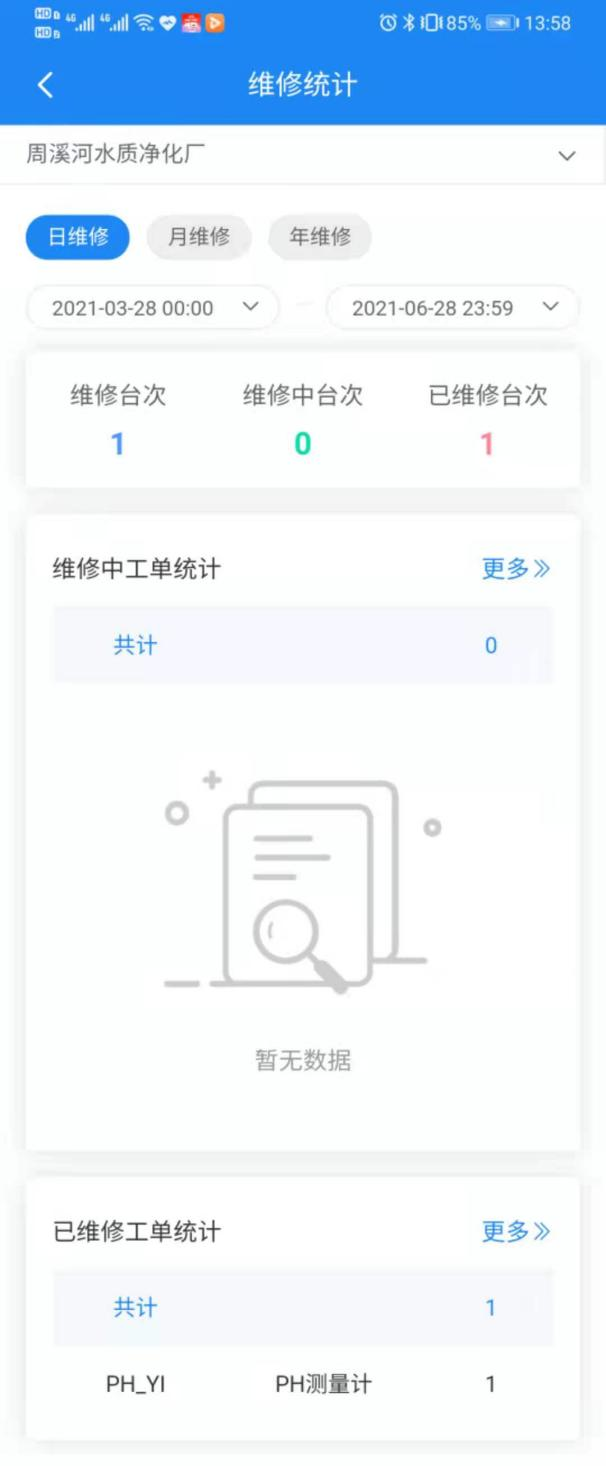 85% 13:58
维修统计
周溪河水质净化厂
日维修 月维修 年维修
2021-03-28 00:00 2021-06-28 23:59
维修台次 维修中台次 已维修台次
1 0 1
维修中工单统计 更多
共计 0
暂无数据
已维修工单统计 更多
共计 1
PH_YI PH测量计 1